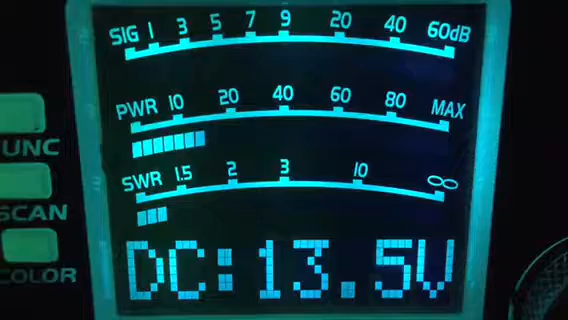 SIG 1 3 5 7 9 20 40 60dB
PWR 10 20 40 60 80 MAX
UNC
SWR 1.5 2 3 10 ∞
SCAN
DC:13.5V
COLOR